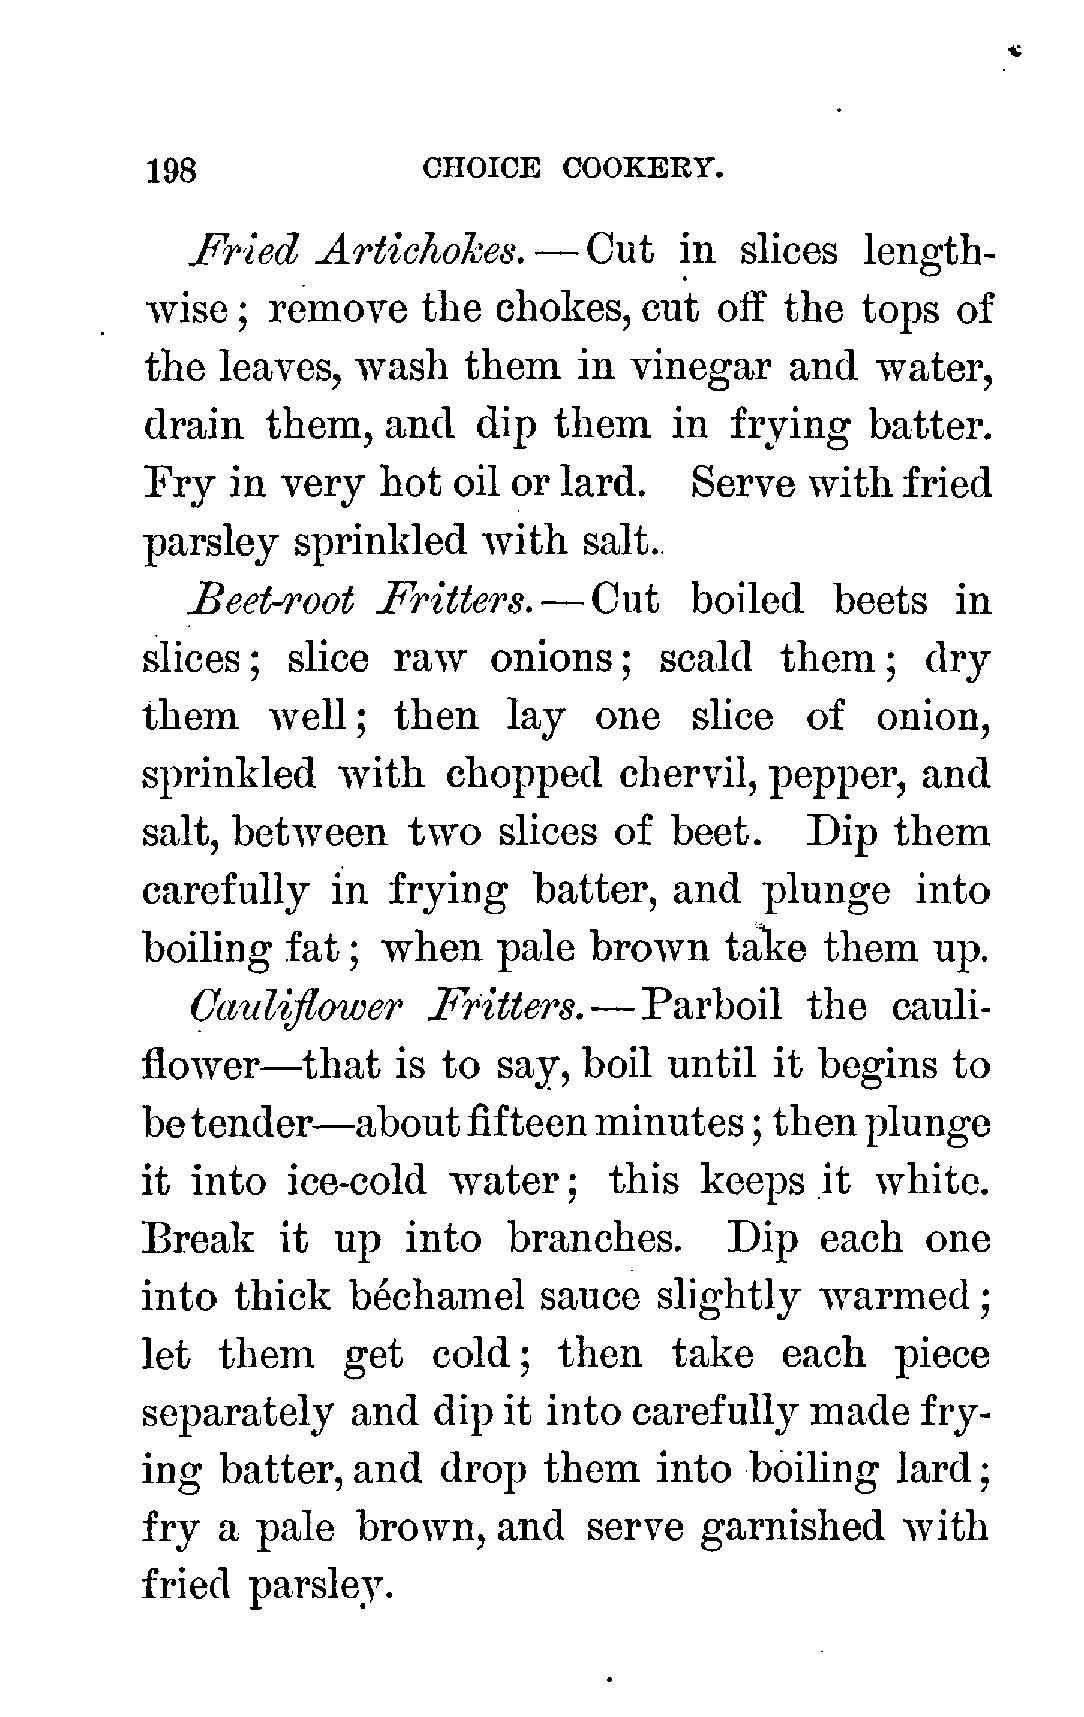 198 CHOICE COOKERY.
Fried Artichokes. — Cut in slices length-
wise; remove the chokes, cut off the tops of
the leaves, wash them in vinegar and water,
drain them, and dip them in frying batter.
Fry in very hot oil or lard. Serve with fried
parsley sprinkled with salt.
Beet-root Fritters. — Cut boiled beets in
slices; slice raw onions; scald them; dry
them well; then lay one slice of onion,
sprinkled with chopped chervil, pepper, and
salt, between two slices of beet. Dip them
carefully in frying batter, and plunge into
boiling fat; when pale brown take them up.
Cauliflower Fritters. — Parboil the cauli-
flower—that is to say, boil until it begins to
be tender—about fifteen minutes; then plunge
it into ice-cold water; this keeps it white.
Break it up into branches. Dip each one
into thick béchamel sauce slightly warmed;
let them get cold; then take each piece
separately and dip it into carefully made fry-
ing batter, and drop them into boiling lard;
fry a pale brown, and serve garnished with
fried parsley.